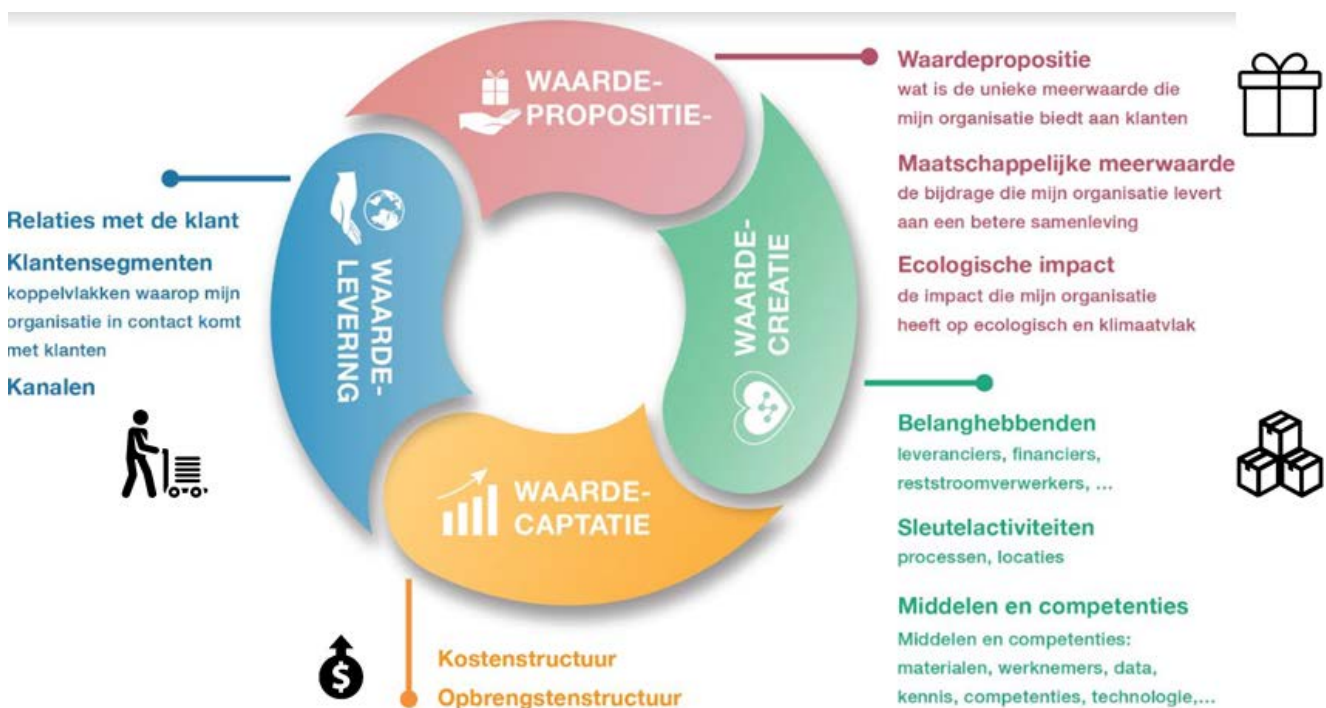 WAARDE-
PROPOSITIE-
WAARDE-
CREATIE
WAARDE-
CAPTATIE
WAARDE-
LEVERING
Waardepropositie
wat is de unieke meerwaarde die
mijn organisatie biedt aan klanten
Maatschappelijke meerwaarde
de bijdrage die mijn organisatie levert
aan een betere samenleving
Ecologische impact
de impact die mijn organisatie
heeft op ecologisch en klimaatvlak
Belanghebbenden
leveranciers, financiers,
reststroomverwerkers, ...
Sleutelactiviteiten
processen, locaties
Middelen en competenties
Middelen en competenties:
materialen, werknemers, data,
kennis, competenties, technologie,...
Kostenstructuur
Opbrengstenstructuur
$
Relaties met de klant
Klantensegmenten
koppelvlakken waarop mijn
organisatie in contact komt
met klanten
Kanalen